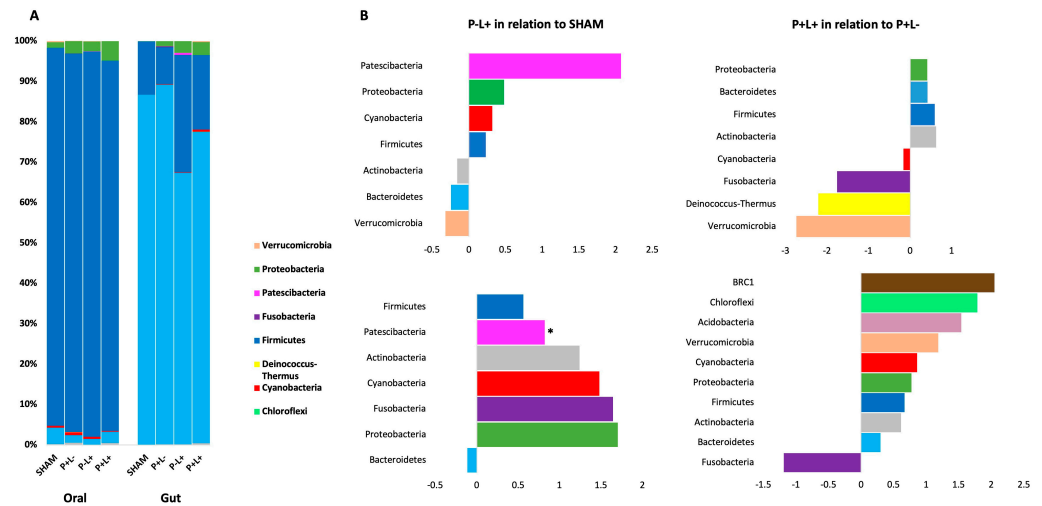 A
100%
90%
80%
70%
60%
50%
40%
30%
20%
10%
0%
SHAM
P+L-
P-L+
P+L+
SHAM
P+L-
P-L+
P+L+
Oral
Gut
Verrucomicrobia
Proteobacteria
Patescibacteria
Fusobacteria
Firmicutes
Deinococcus-
Thermus
Cyanobacteria
Chloroflexi
B
P-L+ in relation to SHAM
Patescibacteria
Proteobacteria
Cyanobacteria
Firmicutes
Actinobacteria
Bacteroidetes
Verrucomicrobia
-0.5 0 0.5 1 1.5 2 2.5
P+L+ in relation to P+L-
Proteobacteria
Bacteroidetes
Firmicutes
Actinobacteria
Cyanobacteria
Fusobacteria
Deinococcus-Thermus
Verrucomicrobia
-3 -2 -1 0 1
Firmicutes
Patescibacteria *
Actinobacteria
Cyanobacteria
Fusobacteria
Proteobacteria
Bacteroidetes
-0.5 0 0.5 1 1.5 2
BRC1
Chloroflexi
Acidobacteria
Verrucomicrobia
Cyanobacteria
Proteobacteria
Firmicutes
Actinobacteria
Bacteroidetes
Fusobacteria
-1.5 -1 -0.5 0 0.5 1 1.5 2 2.5